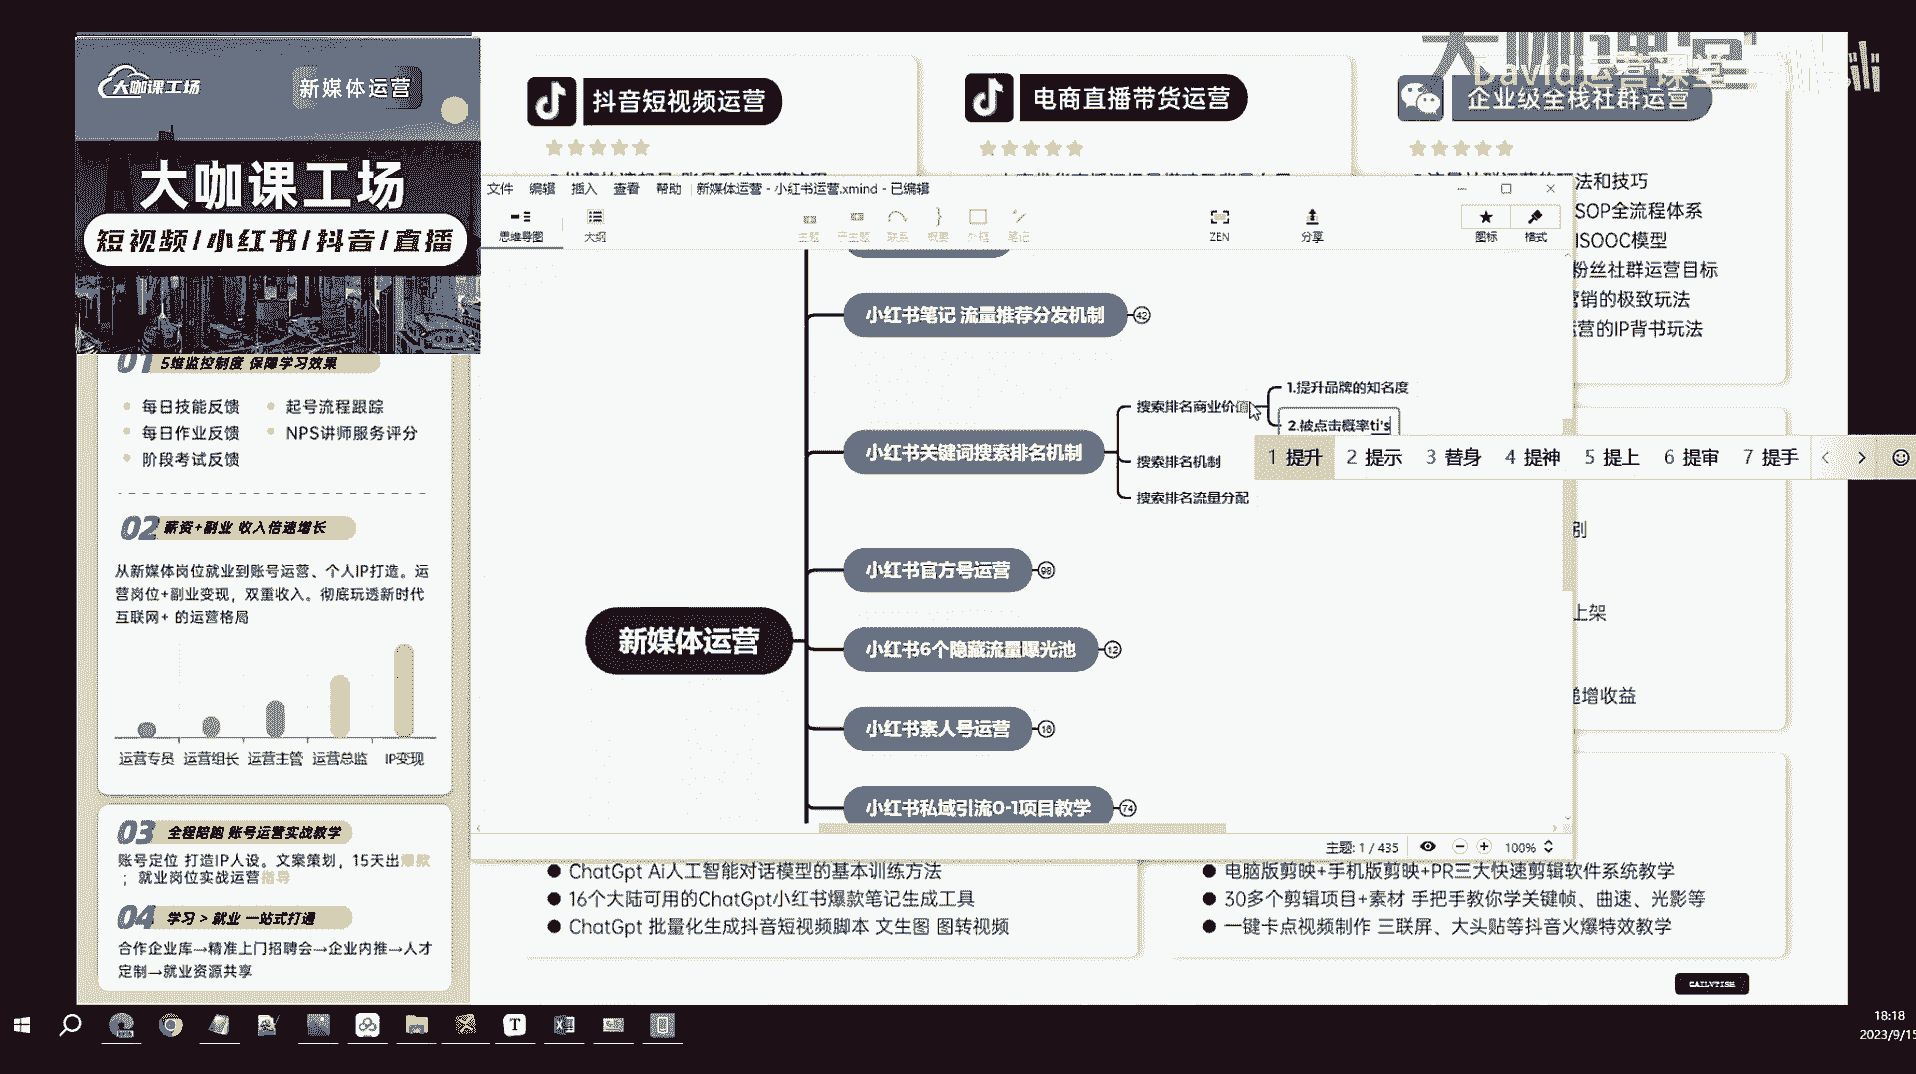 大咖课工场
新媒体运营
大咖课工场
短视频/小红书/抖音/直播
01 5维监控制度 保障学习效果
每日技能反馈
起号流程跟踪
每日作业反馈
NPS讲师服务评分
阶段考试反馈
02 薪资+副业 收入倍速增长
从新媒体岗位就业到账号运营、个人IP打造。运
营岗位+副业变现，双重收入。彻底玩透新时代
互联网+ 的运营格局
运营专员 运营组长 运营主管 运营总监 IP变现
03 全程陪跑 账号运营实战教学
账号定位 打造IP人设。文案策划，15天出爆款
；就业岗位实战运营指导
04 学习 > 就业 一站式打通
合作企业库→精准上门招聘会→企业内推→人才
定制→就业资源共享
抖音短视频运营
电商直播带货运营
大咖课堂
David运营课堂
企业级全栈社群运营
法和技巧
SOP全流程体系
ISOOC模型
粉丝社群运营目标
营销的极致玩法
运营的IP背书玩法
文件 编辑 插入 查看 帮助 新媒体运营 - 小红书运营.xmind - 已编辑
思维导图 大纲 主题 子主题 联系 概要 外框 笔记 ZEN 分享 图标 格式
小红书笔记 流量推荐分发机制 42
小红书关键词搜索排名机制
搜索排名商业价值
1.提升品牌的知名度
2.被点击概率ti's
搜索排名机制
搜索排名流量分配
1 提升 2 提示 3 替身 4 提神 5 提上 6 提审 7 提手
小红书官方号运营 98
新媒体运营
小红书6个隐藏流量曝光池 12
小红书素人号运营 16
小红书私域引流0-1项目教学 74
主题: 1 / 435 100%
别
上架
递增收益
ChatGpt Ai人工智能对话模型的基本训练方法
16个大陆可用的ChatGpt小红书爆款笔记生成工具
ChatGpt 批量化生成抖音短视频脚本 文生图 图转视频
电脑版剪映+手机版剪映+PR三大快速剪辑软件系统教学
30多个剪辑项目+素材 手把手教你学关键帧、曲速、光影等
一键卡点视频制作 三联屏、大头贴等抖音火爆特效教学
18:18
2023/9/15